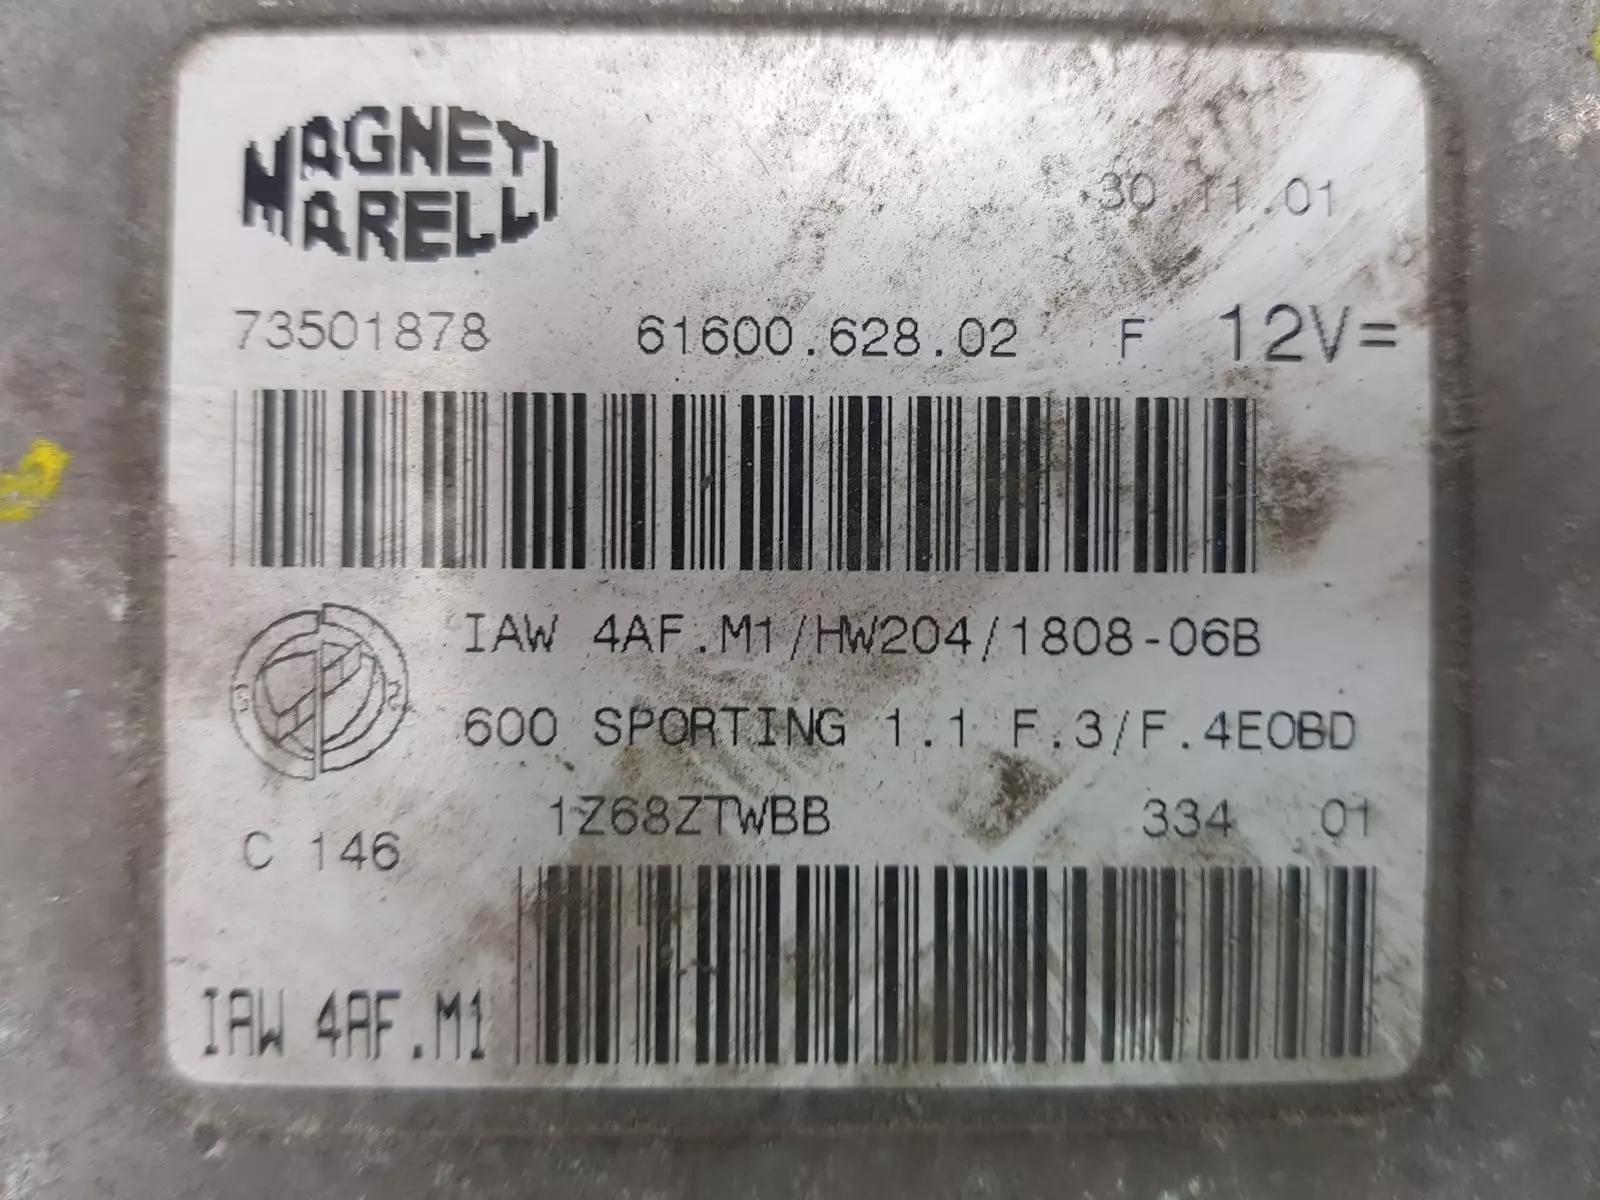 MAGNETI
MARELLI
30.11.01
73501878 61600.628.02 F 12V=
IAW 4AF.M1/HW204/1808-06B
600 SPORTING 1.1 F.3/F.4EOBD
1Z68ZTWBB 334 01
C 146
IAW 4AF.M1